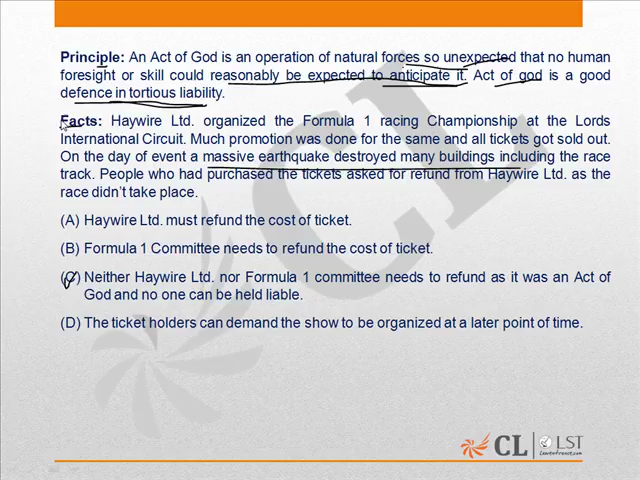 Principle: An Act of God is an operation of natural forces so unexpected that no human
foresight or skill could reasonably be expected to anticipate it. Act of god is a good
defence in tortious liability.
Facts: Haywire Ltd. organized the Formula 1 racing Championship at the Lords
International Circuit. Much promotion was done for the same and all tickets got sold out.
On the day of event a massive earthquake destroyed many buildings including the race
track. People who had purchased the tickets asked for refund from Haywire Ltd. as the
race didn't take place.
(A) Haywire Ltd. must refund the cost of ticket.
(B) Formula 1 Committee needs to refund the cost of ticket.
(C) Neither Haywire Ltd. nor Formula 1 committee needs to refund as it was an Act of
God and no one can be held liable.
(D) The ticket holders can demand the show to be organized at a later point of time.
CL
CL LST